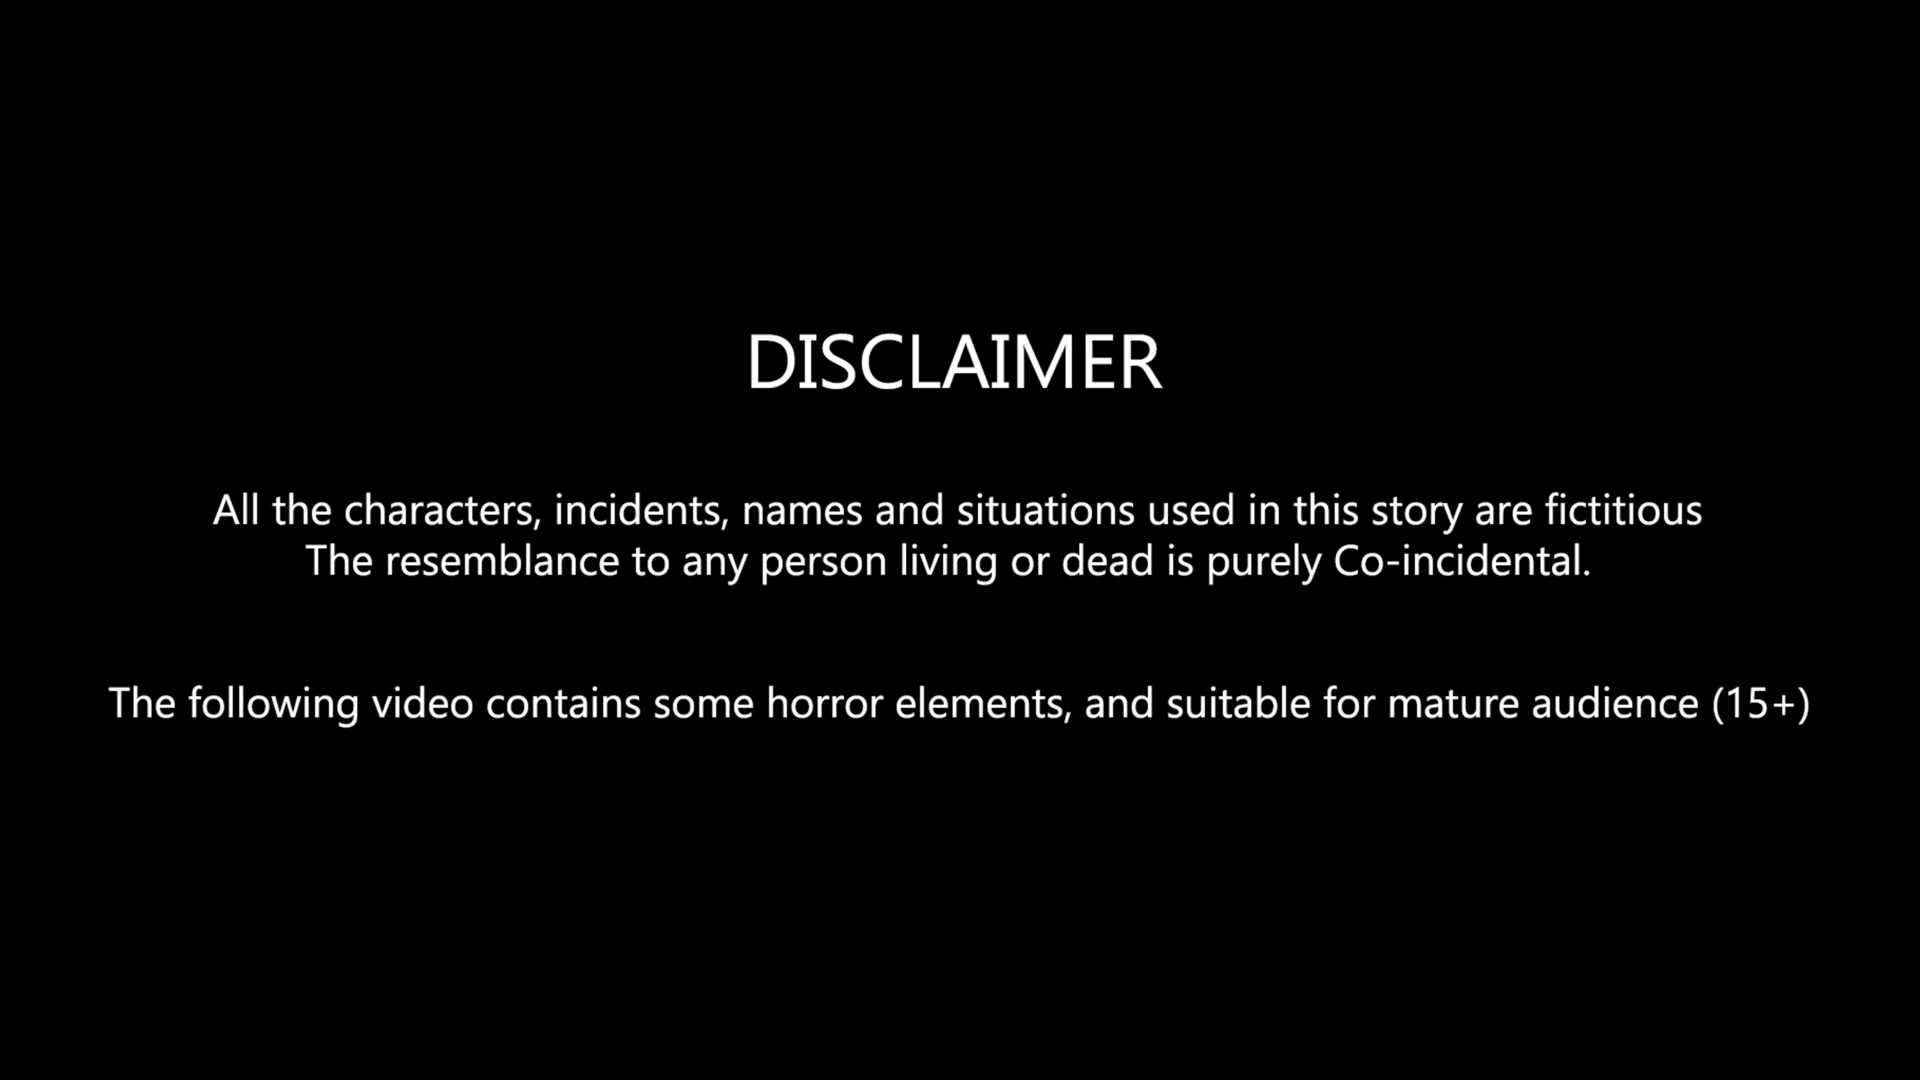 DISCLAIMER
All the characters, incidents, names and situations used in this story are fictitious
The resemblance to any person living or dead is purely Co-incidental.
The following video contains some horror elements, and suitable for mature audience (15+)